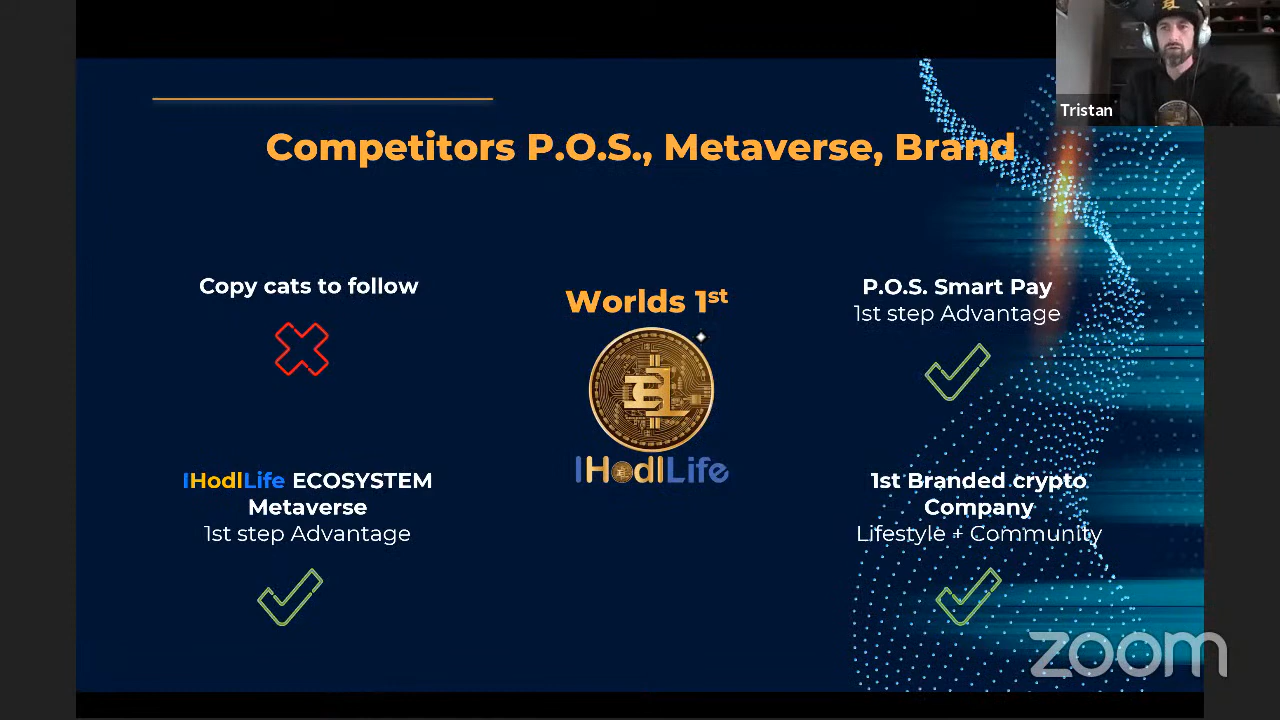 Tristan
Competitors P.O.S., Metaverse, Brand
Copy cats to follow
Worlds 1st
IHodlLife
P.O.S. Smart Pay
1st step Advantage
IHodlLife ECOSYSTEM
Metaverse
1st step Advantage
1st Branded crypto
Company
Lifestyle + Community
zoom